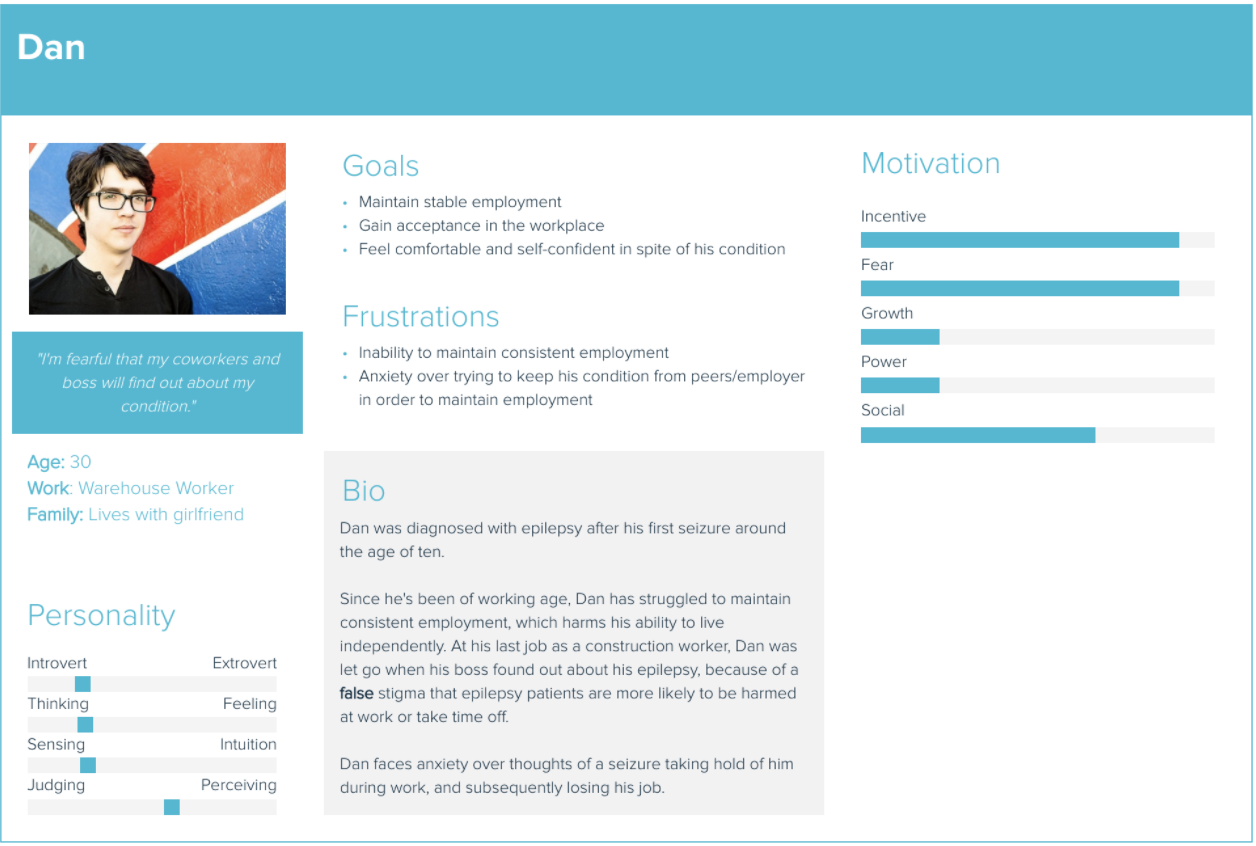 Dan
"I'm fearful that my coworkers and
boss will find out about my
condition."
Age: 30
Work: Warehouse Worker
Family: Lives with girlfriend
Personality
Introvert Extrovert
Thinking Feeling
Sensing Intuition
Judging Perceiving
Goals
• Maintain stable employment
• Gain acceptance in the workplace
• Feel comfortable and self-confident in spite of his condition
Frustrations
• Inability to maintain consistent employment
• Anxiety over trying to keep his condition from peers/employer
in order to maintain employment
Bio
Dan was diagnosed with epilepsy after his first seizure around
the age of ten.
Since he's been of working age, Dan has struggled to maintain
consistent employment, which harms his ability to live
independently. At his last job as a construction worker, Dan was
let go when his boss found out about his epilepsy, because of a
false stigma that epilepsy patients are more likely to be harmed
at work or take time off.
Dan faces anxiety over thoughts of a seizure taking hold of him
during work, and subsequently losing his job.
Motivation
Incentive
Fear
Growth
Power
Social